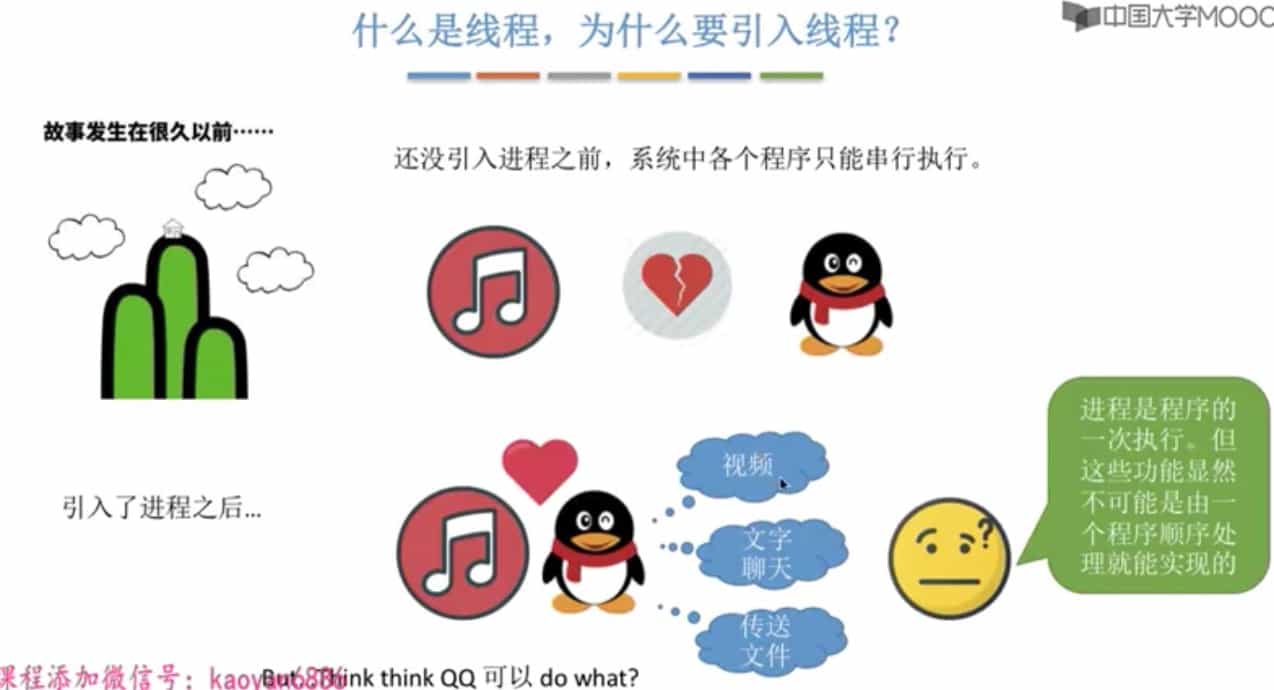 什么是线程，为什么要引入线程？
中国大学MOOC
故事发生在很久以前……
还没引入进程之前，系统中各个程序只能串行执行。
引入了进程之后...
视频
文字
聊天
传送
文件
?
进程是程序的
一次执行。但
这些功能显然
不可能是由一
个程序顺序处
理就能实现的
课程添加微信号：kaoyan6886
But, Think think QQ 可以 do what?